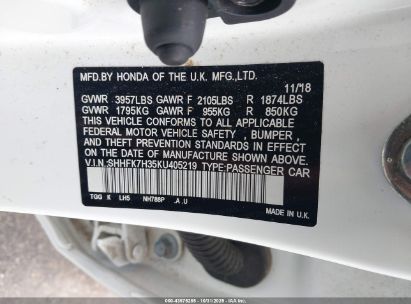 MFD.BY HONDA OF THE U.K. MFG.,LTD. 11/18
GVWR 3957LBS GAWR F 2105LBS R 1874LBS
GVWR 1795KG GAWR F 955KG R 850KG
THIS VEHICLE CONFORMS TO ALL APPLICABLE
FEDERAL MOTOR VEHICLE SAFETY , BUMPER ,
AND THEFT PREVENTION STANDARDS IN EFFECT
ON THE DATE OF MANUFACTURE SHOWN ABOVE.
V.I.N:SHHFK7H35KU405219 TYPE:PASSENGER CAR
TGG K LH5 NH788P .A .U
MADE IN U.K.